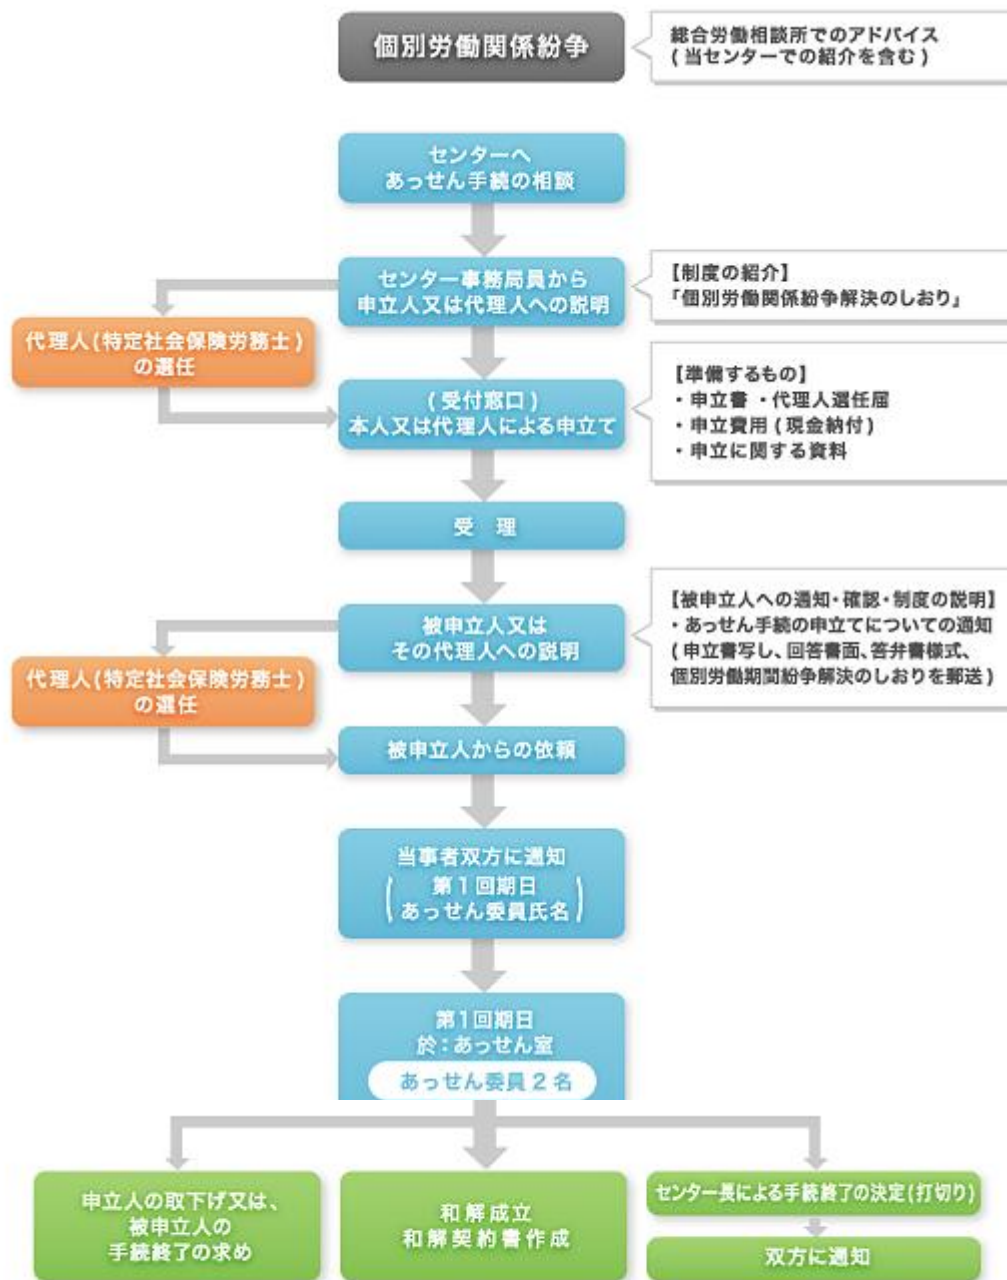 個別労働関係紛争
総合労働相談所でのアドバイス
(当センターでの紹介を含む)
センターへ
あっせん手続の相談
センター事務局員から
申立人又は代理人への説明
【制度の紹介】
「個別労働関係紛争解決のしおり」
代理人(特定社会保険労務士)
の選任
(受付窓口)
本人又は代理人による申立て
【準備するもの】
・申立書・代理人選任届
・申立費用(現金納付)
・申立に関する資料
受 理
被申立人又は
その代理人への説明
【被申立人への通知・確認・制度の説明】
・あっせん手続の申立てについての通知
(申立書写し、回答書面、答弁書様式、
個別労働期間紛争解決のしおりを郵送)
代理人(特定社会保険労務士)
の選任
被申立人からの依頼
当事者双方に通知
(第1回期日
あっせん委員氏名)
第1回期日
於:あっせん室
あっせん委員2名
申立人の取下げ又は、
被申立人の
手続終了の求め
和解成立
和解契約書作成
センター長による手続終了の決定(打切り)
双方に通知